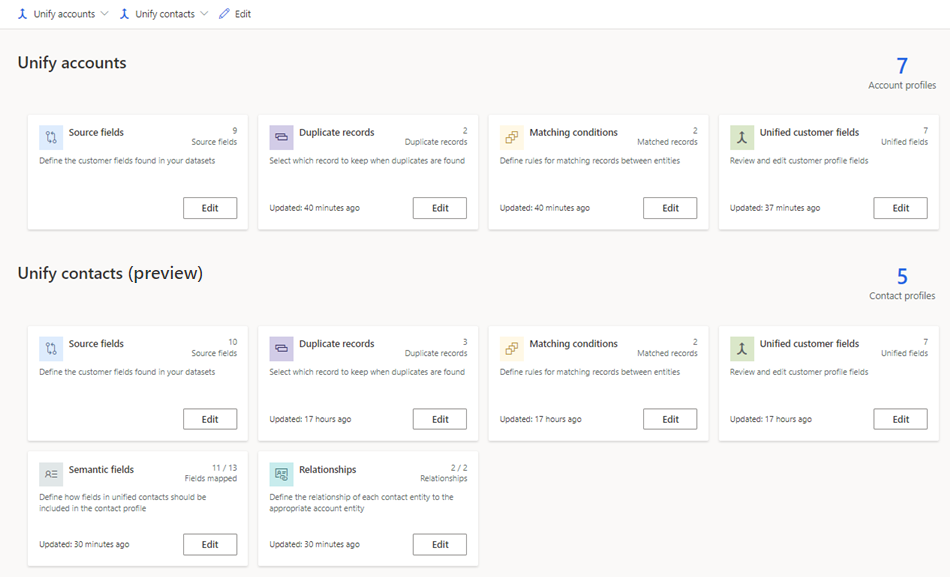 Unify accounts Unify contacts Edit
Unify accounts
7
Account profiles
Source fields
9
Source fields
Define the customer fields found in your datasets
Edit
Duplicate records
2
Duplicate records
Select which record to keep when duplicates are found
Updated: 40 minutes ago
Edit
Matching conditions
2
Matched records
Define rules for matching records between entities
Updated: 40 minutes ago
Edit
Unified customer fields
7
Unified fields
Review and edit customer profile fields
Updated: 37 minutes ago
Edit
Unify contacts (preview)
5
Contact profiles
Source fields
10
Source fields
Define the customer fields found in your datasets
Edit
Duplicate records
3
Duplicate records
Select which record to keep when duplicates are found
Updated: 17 hours ago
Edit
Matching conditions
2
Matched records
Define rules for matching records between entities
Updated: 17 hours ago
Edit
Unified customer fields
7
Unified fields
Review and edit customer profile fields
Updated: 17 hours ago
Edit
Semantic fields
11 / 13
Fields mapped
Define how fields in unified contacts should be
included in the contact profile
Updated: 30 minutes ago
Edit
Relationships
2 / 2
Relationships
Define the relationship of each contact entity to the
appropriate account entity
Updated: 30 minutes ago
Edit